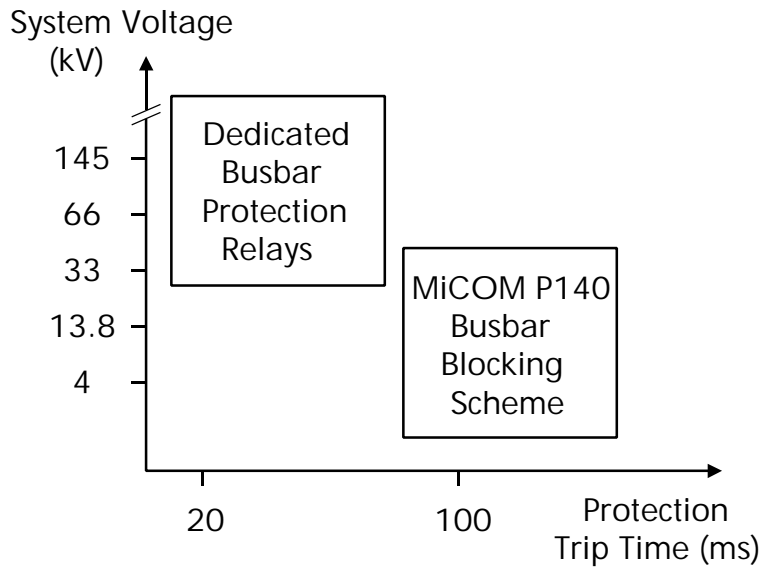 System Voltage
(kV)
Dedicated
Busbar
Protection
Relays
145
66
33
13.8
4
MiCOM P140
Busbar
Blocking
Scheme
20
100
Protection
Trip Time (ms)